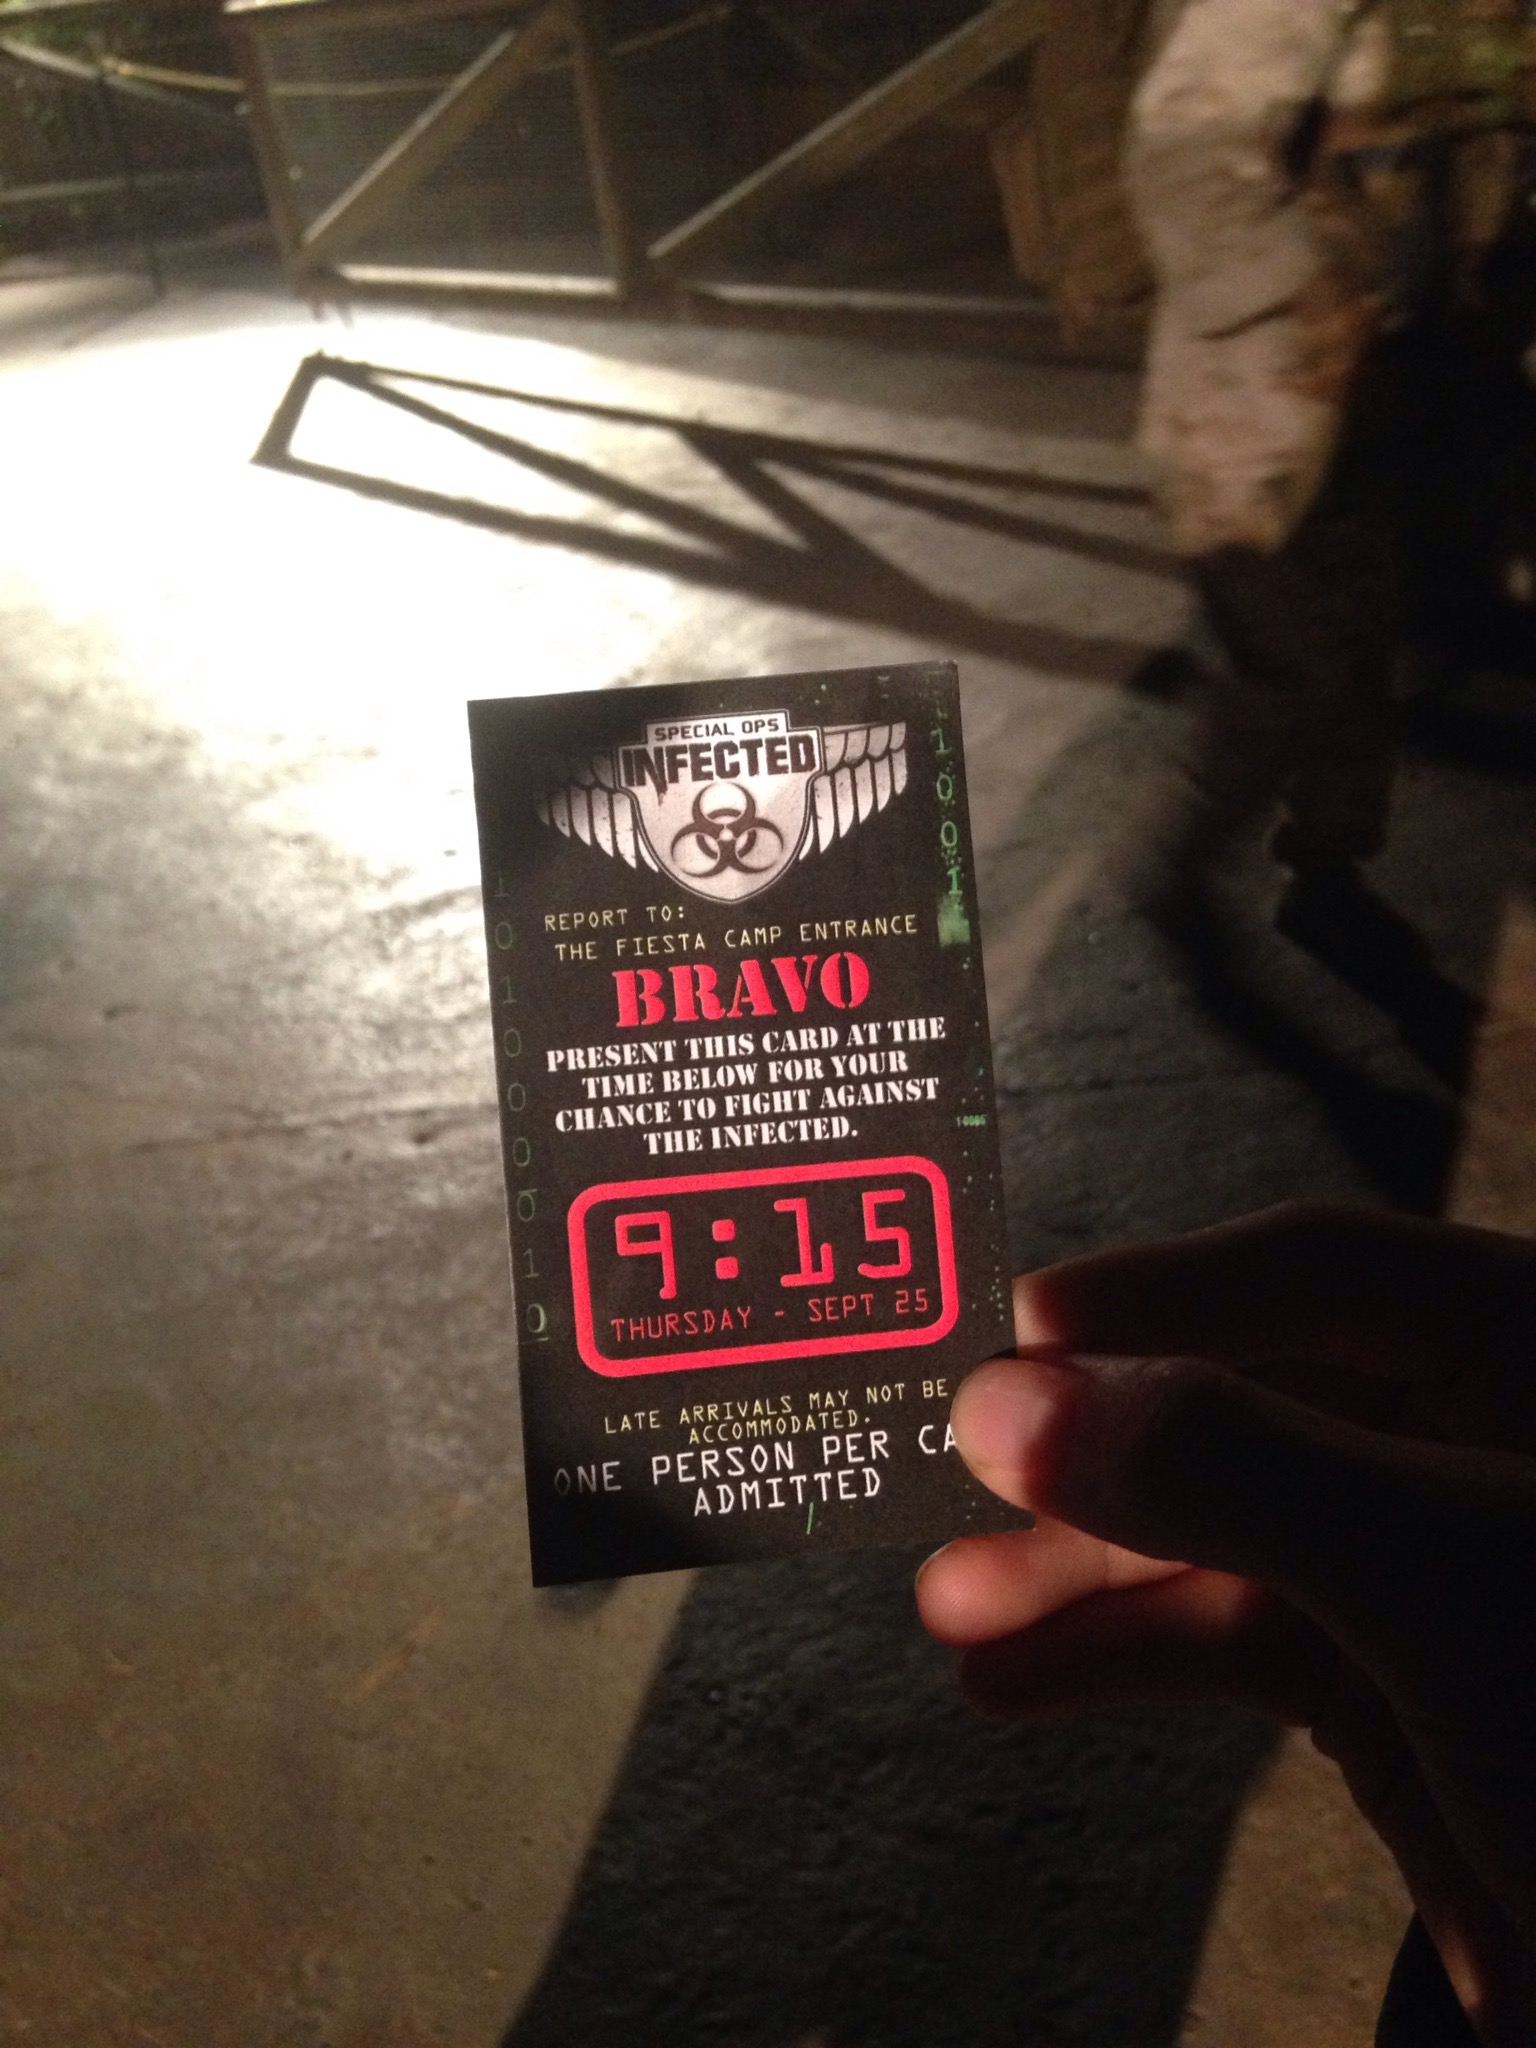 SPECIAL OPS
INFECTED
REPORT TO:
THE FIESTA CAMP ENTRANCE
BRAVO
PRESENT THIS CARD AT THE
TIME BELOW FOR YOUR
CHANCE TO FIGHT AGAINST
THE INFECTED.
9:15
THURSDAY - SEPT 25
LATE ARRIVALS MAY NOT BE
ACCOMMODATED.
ONE PERSON PER CA
ADMITTED